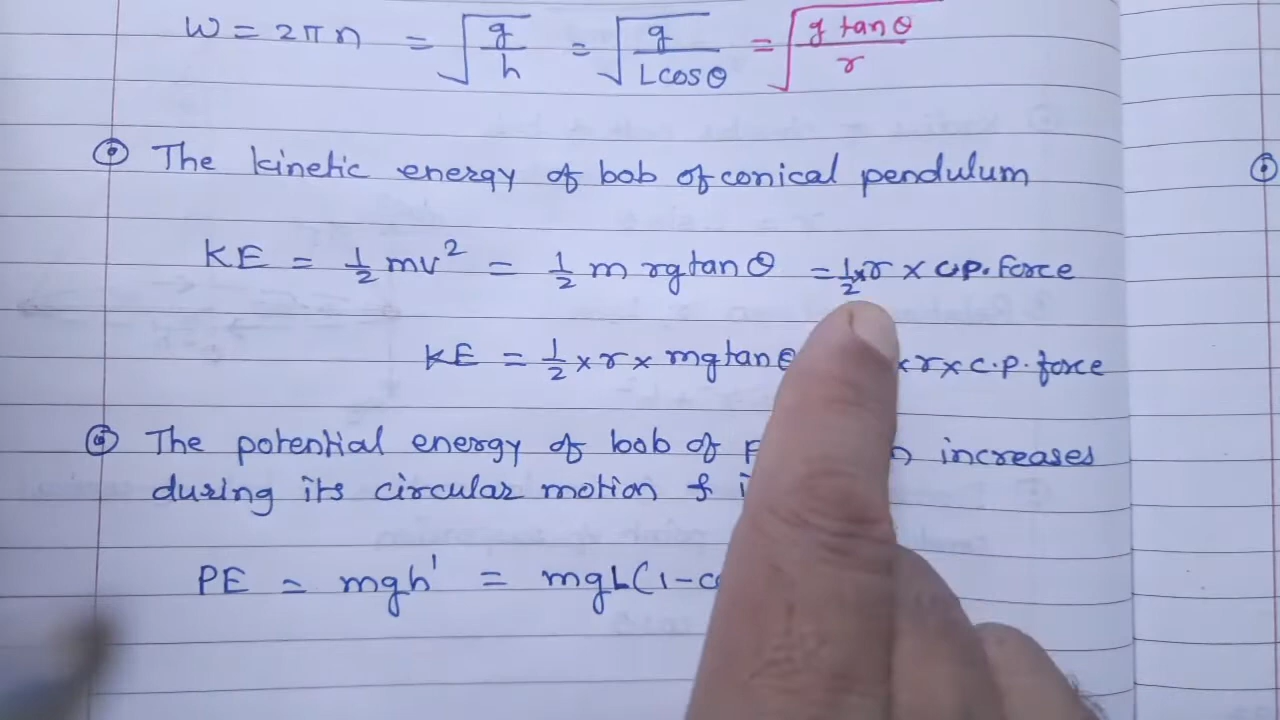 W = 2πn = √(g/h) = √(g/Lcosθ) = √(g tanθ/r)
The kinetic energy of bob of conical pendulum
KE = 1/2 mv² = 1/2 m rg tanθ = 1/2 × r × c.p. force
KE = 1/2 × r × mg tan × r × c.p. force
The potential energy of bob of increases
during its circular motion &
PE = mgh' = mgL(1-